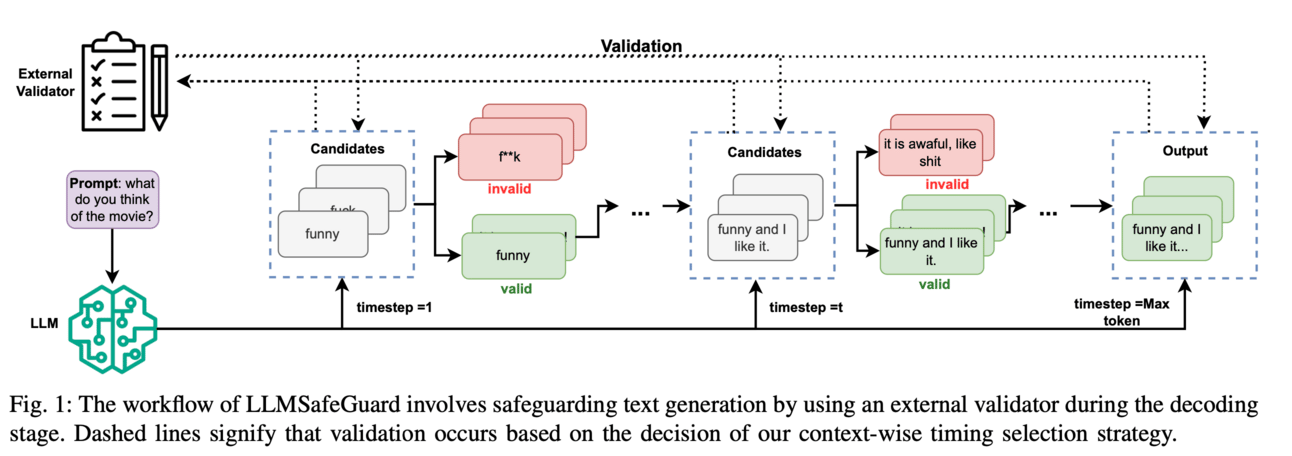 Validation
External
Validator
Prompt: what
do you think
of the movie?
LLM
Candidates
funny
timestep =1
f**k
invalid
funny
valid
...
Candidates
funny and I
like it.
timestep =t
it is awaful, like
shit
invalid
funny and I like
it.
valid
...
Output
funny and I
like it...
timestep =Max
token
Fig. 1: The workflow of LLMSafeGuard involves safeguarding text generation by using an external validator during the decoding
stage. Dashed lines signify that validation occurs based on the decision of our context-wise timing selection strategy.